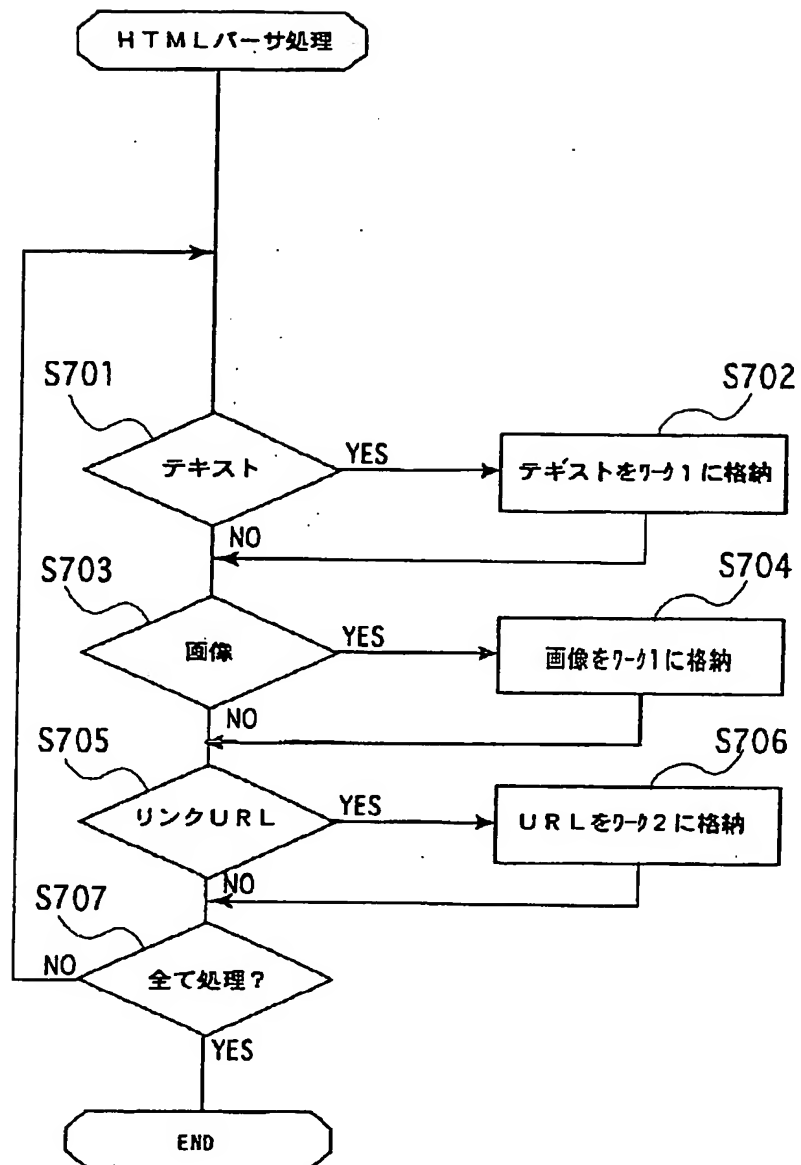 HTMLパーサ処理
S701
テキスト
YES
S702
テキストをワーク1に格納
NO
S703
画像
YES
S704
画像をワーク1に格納
NO
S705
リンクURL
YES
S706
URLをワーク2に格納
NO
S707
全て処理?
NO
YES
END